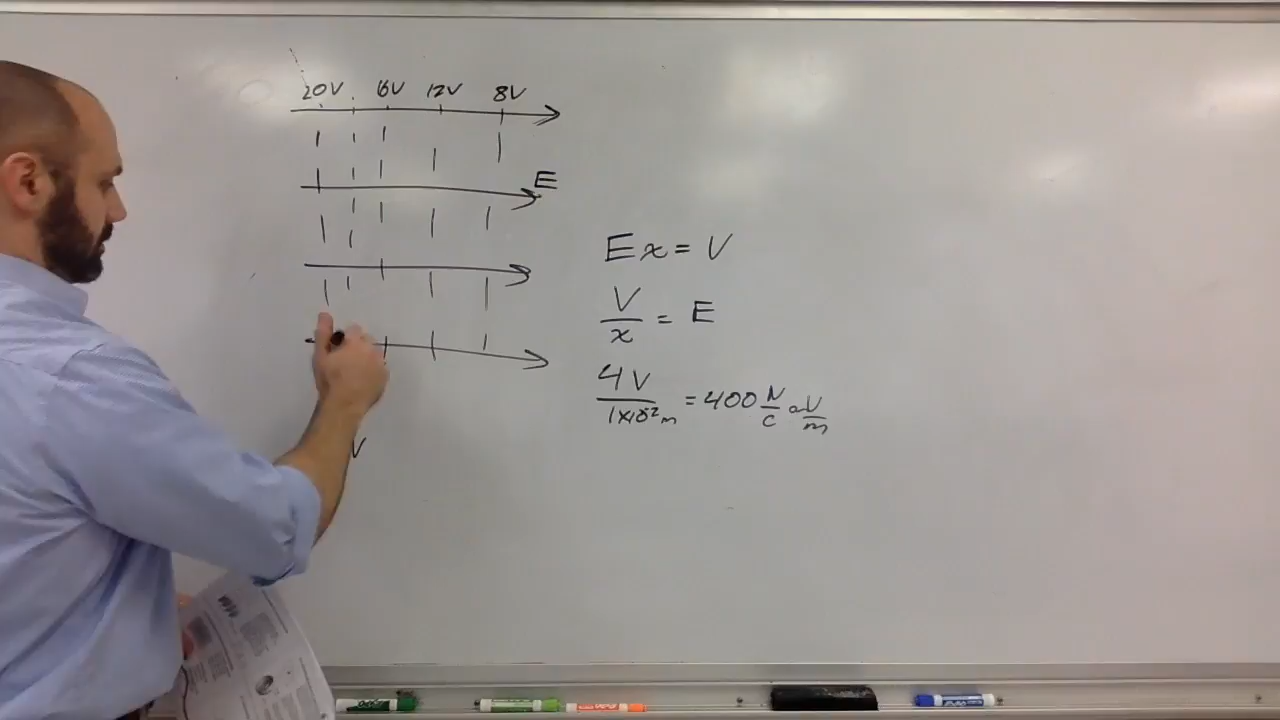 20V 16V 12V 8V
E
Ex = V
V/x = E
4V/1x10⁻²m = 400 N/C or V/m
V